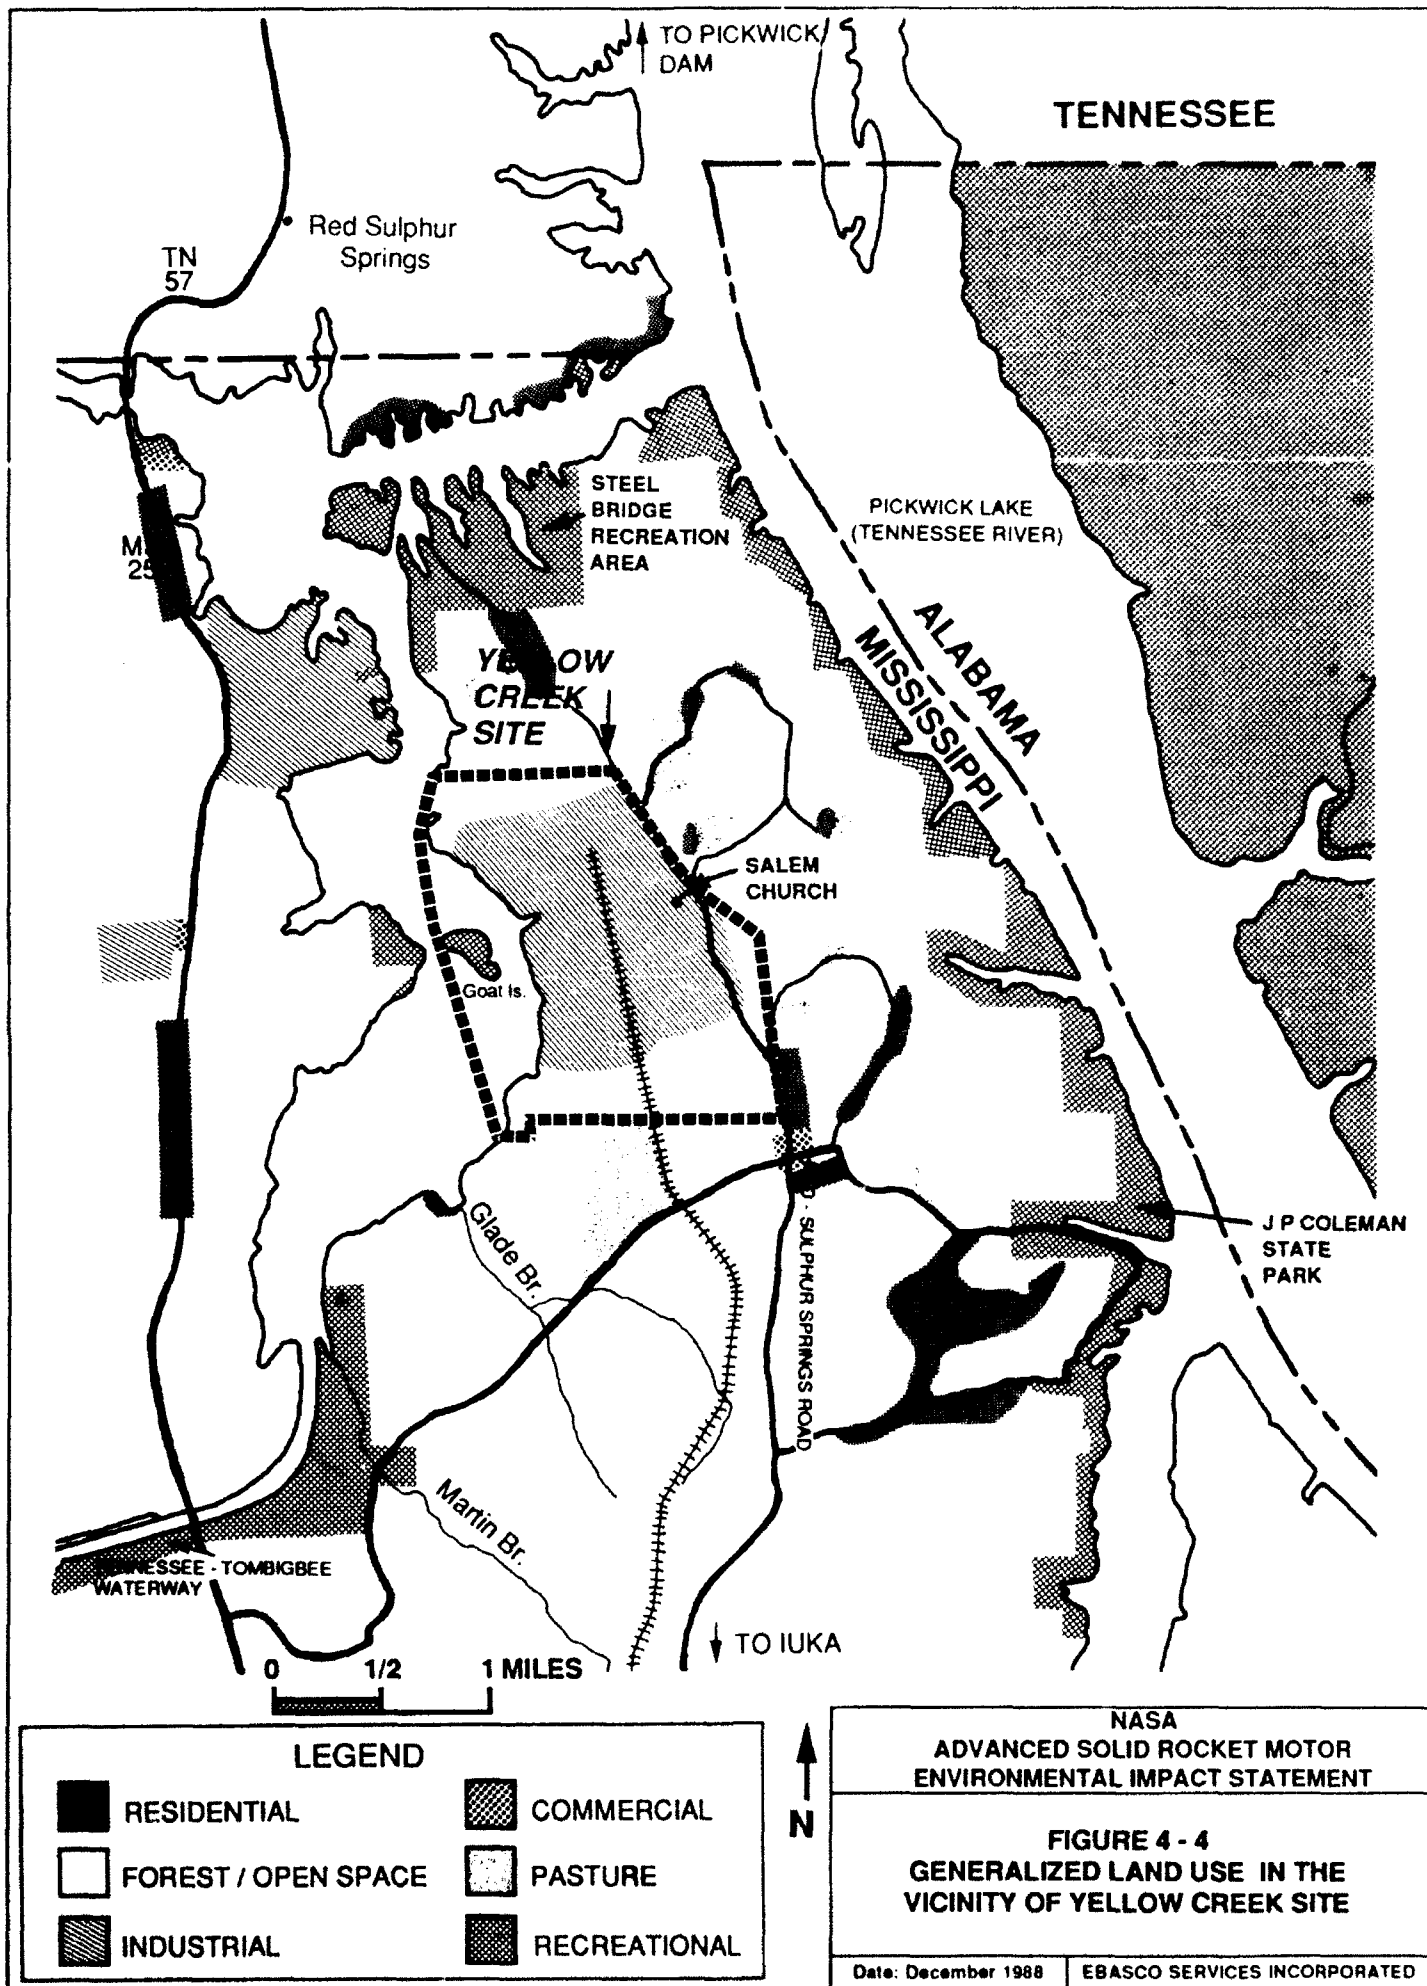 TO PICKWICK
DAM
TENNESSEE
Red Sulphur
Springs
TN
57
STEEL
BRIDGE
RECREATION
AREA
PICKWICK LAKE
(TENNESSEE RIVER)
25
ALABAMA
MISSISSIPPI
CREEK
SITE
SALEM
CHURCH
Goat Is.
Glade Br.
SULPHUR SPRINGS ROAD
J P COLEMAN
STATE
PARK
Martin Br.
- TOMBIGBEE
WATERWAY
TO IUKA
0 1/2 1 MILES
LEGEND
RESIDENTIAL
COMMERCIAL
FOREST / OPEN SPACE
PASTURE
INDUSTRIAL
RECREATIONAL
N
NASA
ADVANCED SOLID ROCKET MOTOR
ENVIRONMENTAL IMPACT STATEMENT
FIGURE 4 - 4
GENERALIZED LAND USE IN THE
VICINITY OF YELLOW CREEK SITE
Date: December 1988
EBASCO SERVICES INCORPORATED